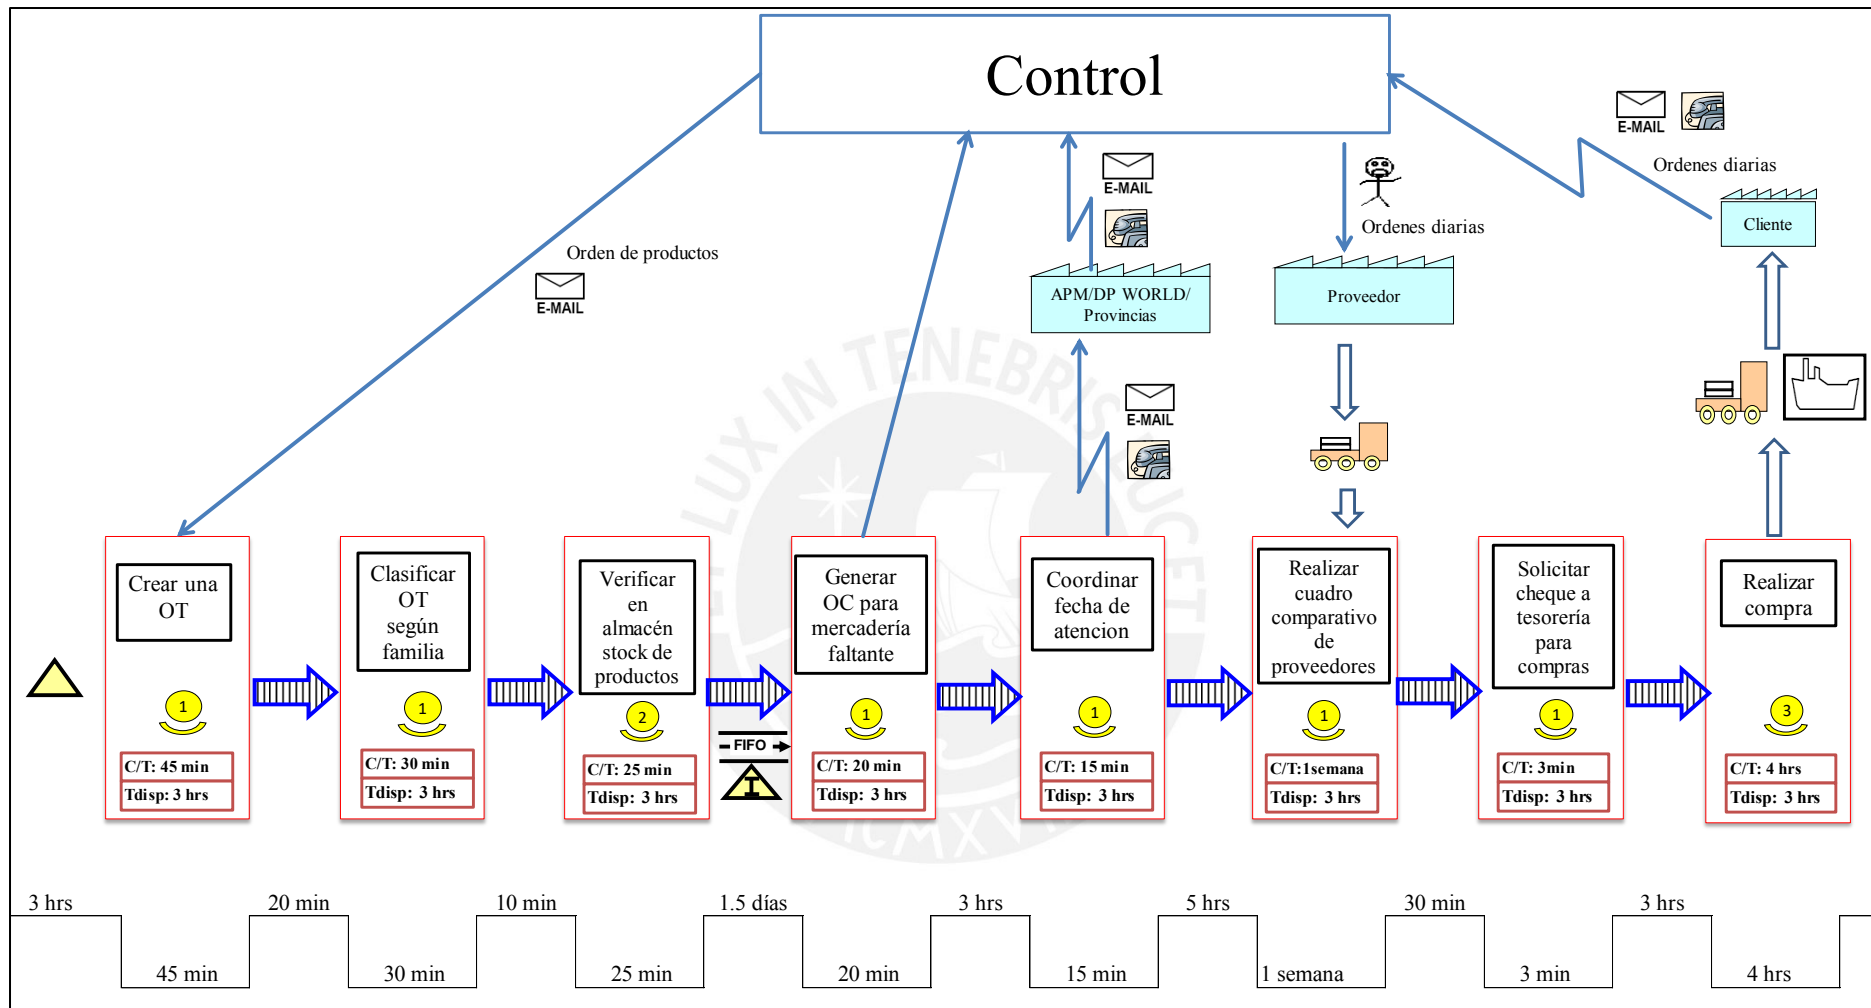 Control
E-MAIL
Ordenes diarias
Cliente
E-MAIL
Ordenes diarias
Orden de productos
E-MAIL
APM/DP WORLD/
Provincias
Proveedor
E-MAIL
LUX IN TENEBRIS LUCET
Crear una
OT
1
C/T: 45 min
Tdisp: 3 hrs
Clasificar
OT
según
familia
1
C/T: 30 min
Tdisp: 3 hrs
Verificar
en
almacén
stock de
productos
2
C/T: 25 min
Tdisp: 3 hrs
FIFO
I
Generar
OC para
mercadería
faltante
1
C/T: 20 min
Tdisp: 3 hrs
Coordinar
fecha de
atencion
1
C/T: 15 min
Tdisp: 3 hrs
Realizar
cuadro
comparativo
de
proveedores
1
C/T:1semana
Tdisp: 3 hrs
Solicitar
cheque a
tesorería
para
compras
1
C/T: 3min
Tdisp: 3 hrs
Realizar
compra
3
C/T: 4 hrs
Tdisp: 3 hrs
3 hrs
20 min
10 min
1.5 días
3 hrs
5 hrs
30 min
3 hrs
45 min
30 min
25 min
20 min
15 min
1 semana
3 min
4 hrs